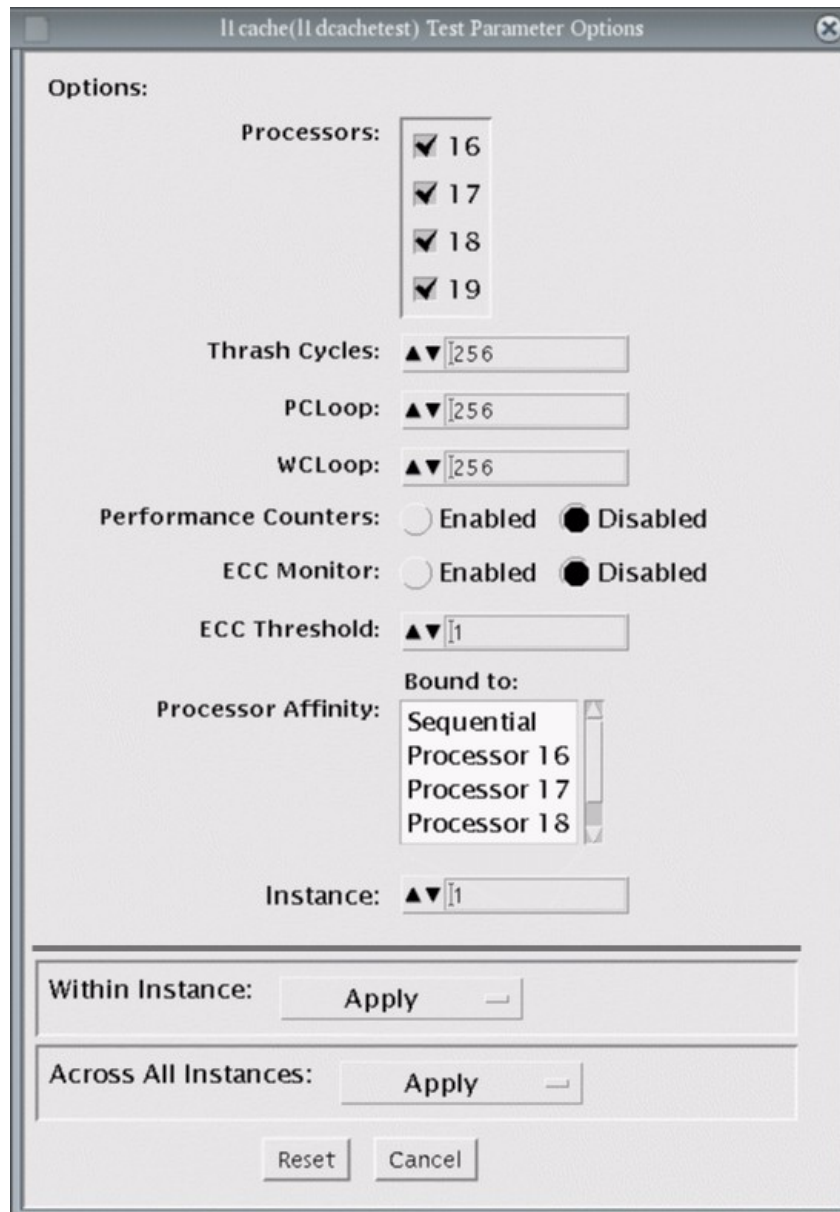 l1cache(l1dcachetest) Test Parameter Options
Options:
Processors:
16
17
18
19
Thrash Cycles: 256
PCLoop: 256
WCLoop: 256
Performance Counters: Enabled Disabled
ECC Monitor: Enabled Disabled
ECC Threshold: 1
Bound to:
Processor Affinity:
Sequential
Processor 16
Processor 17
Processor 18
Instance: 1
Within Instance: Apply
Across All Instances: Apply
Reset Cancel